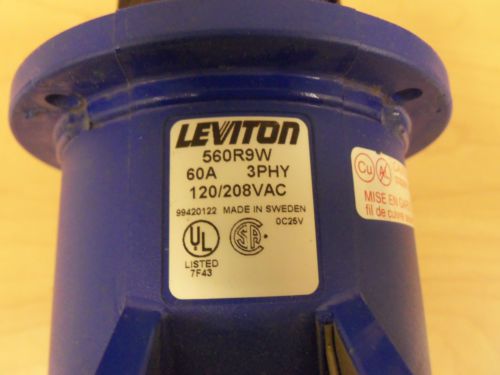 LEVITON
560R9W
60A 3PHY
120/208VAC
99420122 MADE IN SWEDEN
0C25V
UL
LISTED
7F43
Cu AL
MISE EN
fil de cuivre